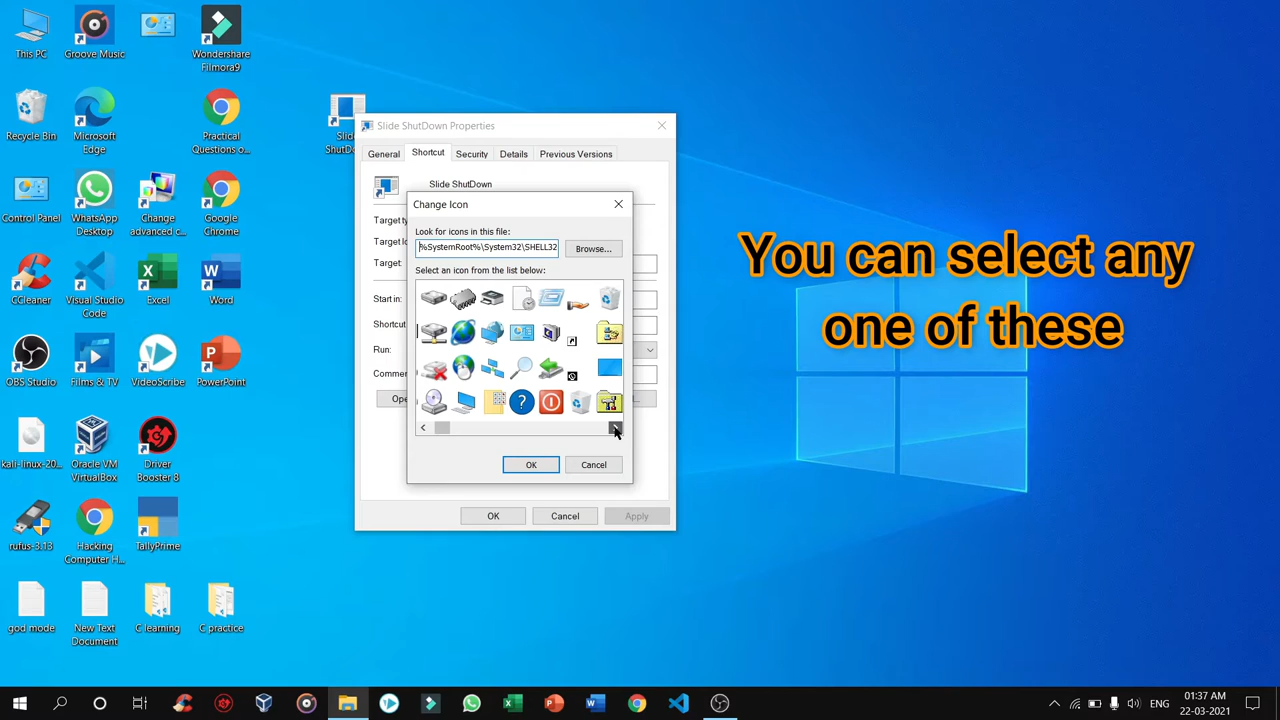 This PC
Groove Music
Wondershare
Filmora9
Recycle Bin
Microsoft
Edge
Practical
Questions o...
Slide
ShutDo
Control Panel
WhatsApp
Desktop
Change
advanced c...
Google
Chrome
CCleaner
Visual Studio
Code
Excel
Word
OBS Studio
Films & TV
VideoScribe
PowerPoint
kali-linux-20...
Oracle VM
VirtualBox
Driver
Booster 8
rufus-3.13
Hacking
Computer H...
TallyPrime
god mode
New Text
Document
C learning
C practice
Slide ShutDown Properties
General
Shortcut
Security
Details
Previous Versions
Slide ShutDown
Target ty
Target lo
Target:
Start in:
Shortcut
Run:
Comme
Ope
Change Icon
Look for icons in this file:
%SystemRoot%\System32\SHELL32
Browse...
Select an icon from the list below:
OK
Cancel
OK
Cancel
Apply
You can select any
one of these
ENG
01:37 AM
22-03-2021